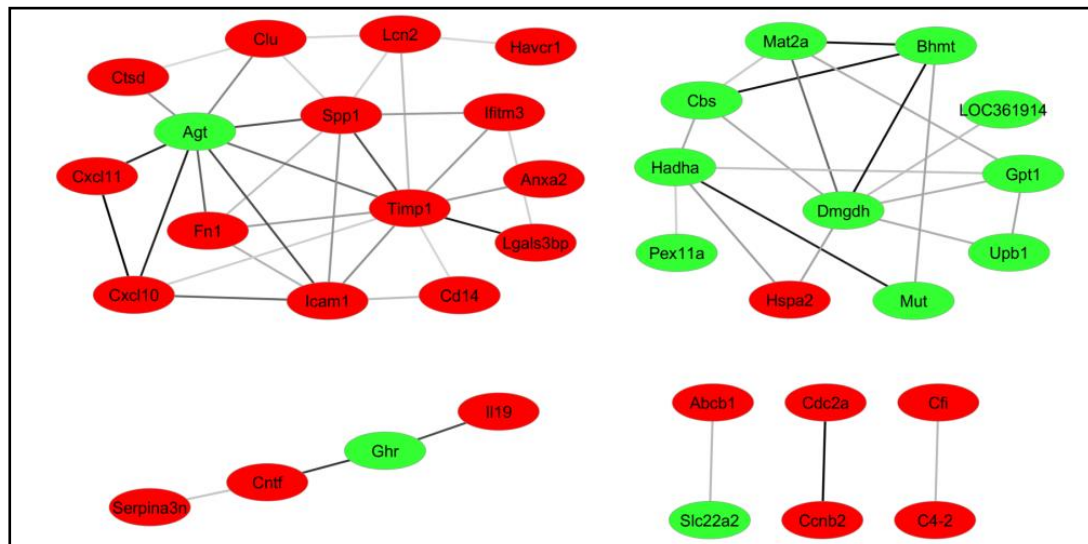 Clu
Lcn2
Havcr1
Ctsd
Spp1
Ifitm3
Agt
Cxcl11
Anxa2
Fn1
Timp1
Lgals3bp
Cxcl10
Icam1
Cd14
Mat2a
Bhmt
Cbs
LOC361914
Hadha
Gpt1
Dmgdh
Pex11a
Upb1
Hspa2
Mut
Il19
Ghr
Cntf
Serpina3n
Abcb1
Cdc2a
Cfi
Slc22a2
Ccnb2
C4-2